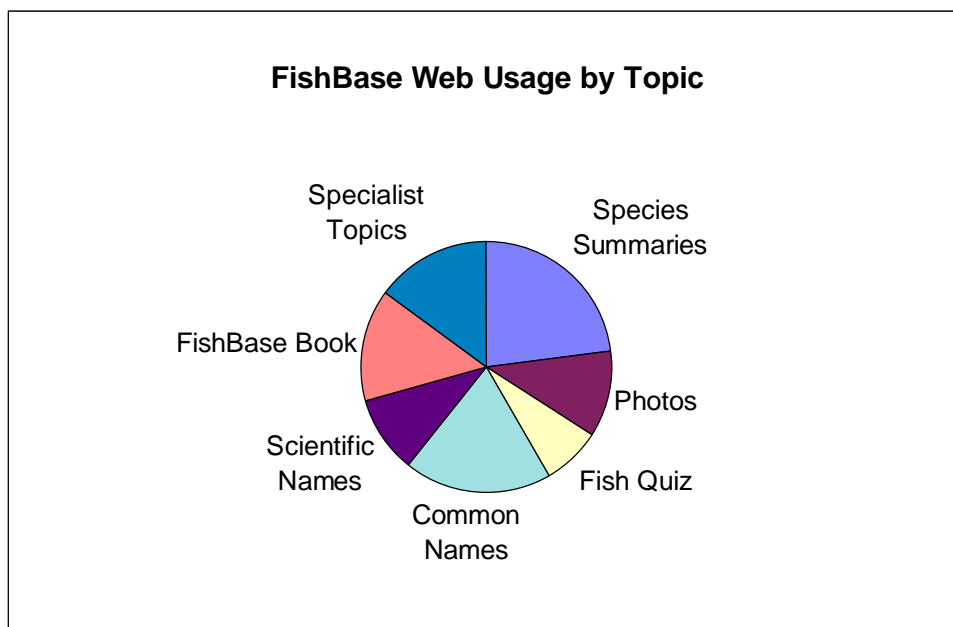 FishBase Web Usage by Topic
Specialist
Topics
Species
Summaries
FishBase Book
Photos
Scientific
Names
Fish Quiz
Common
Names